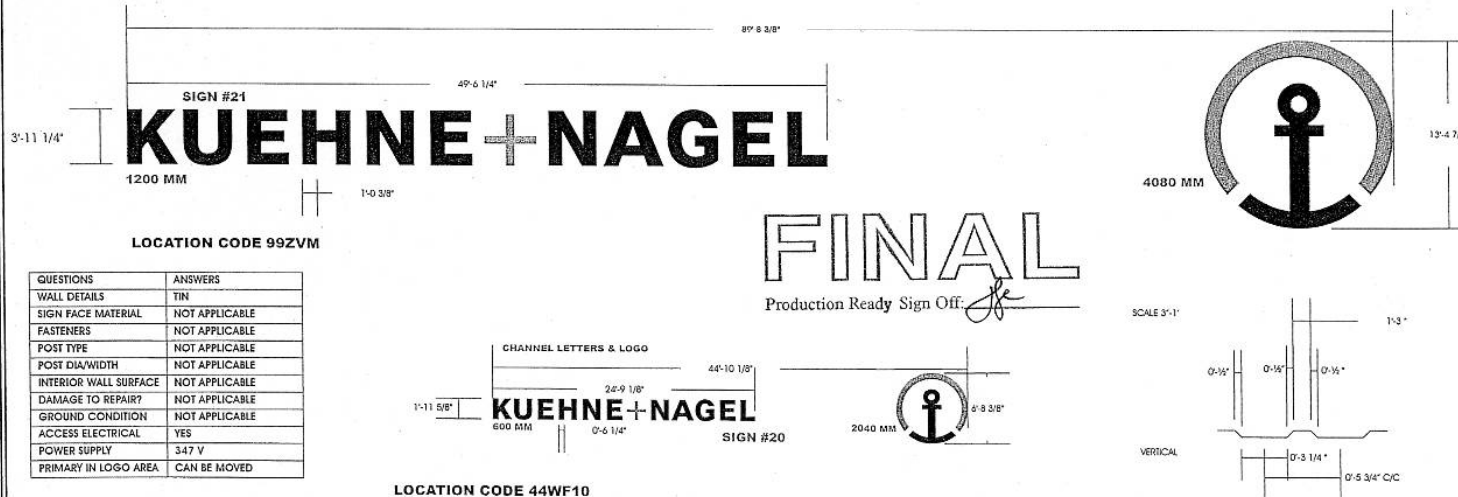 89'-8 3/8"
49'-6 1/4"
SIGN #21
3'-11 1/4"
KUEHNE+NAGEL
1200 MM
1'-0 3/8"
4080 MM
LOCATION CODE 99ZVM
FINAL
Production Ready Sign Off:
QUESTIONS ANSWERS
WALL DETAILS TIN
SIGN FACE MATERIAL NOT APPLICABLE
FASTENERS NOT APPLICABLE
POST TYPE NOT APPLICABLE
POST DIA/WIDTH NOT APPLICABLE
INTERIOR WALL SURFACE NOT APPLICABLE
DAMAGE TO REPAIR? NOT APPLICABLE
GROUND CONDITION NOT APPLICABLE
ACCESS ELECTRICAL YES
POWER SUPPLY 347 V
PRIMARY IN LOGO AREA CAN BE MOVED
CHANNEL LETTERS & LOGO
44'-10 1/8"
24'-9 1/8"
1'-11 5/8"
KUEHNE+NAGEL
600 MM
0'-6 1/4"
SIGN #20
2040 MM
6'-8 3/8"
LOCATION CODE 44WF10
SCALE 3"-1'
1'-3 "
0'-½" 0'-½" 0'-½ "
VERTICAL
0'-3 1/4 "
0'-5 3/4" C/C